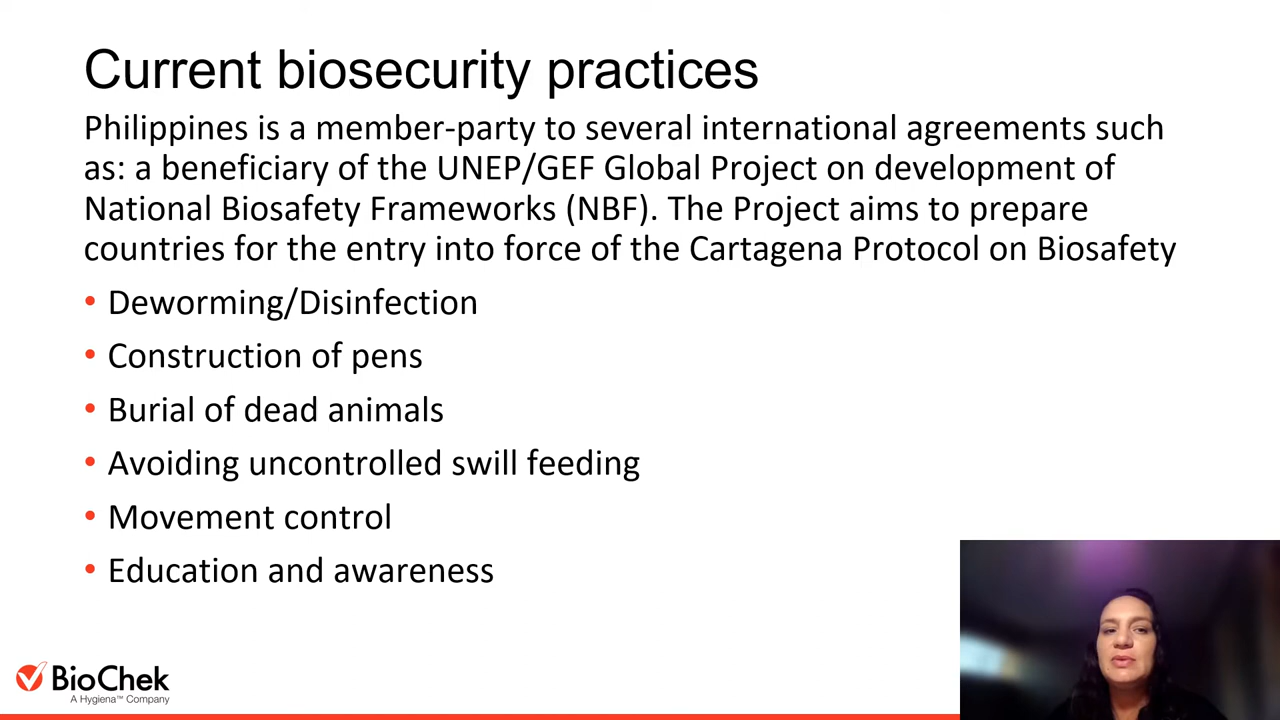 Current biosecurity practices
Philippines is a member-party to several international agreements such
as: a beneficiary of the UNEP/GEF Global Project on development of
National Biosafety Frameworks (NBF). The Project aims to prepare
countries for the entry into force of the Cartagena Protocol on Biosafety
• Deworming/Disinfection
• Construction of pens
• Burial of dead animals
• Avoiding uncontrolled swill feeding
• Movement control
• Education and awareness
BioChek
A Hygiena™ Company